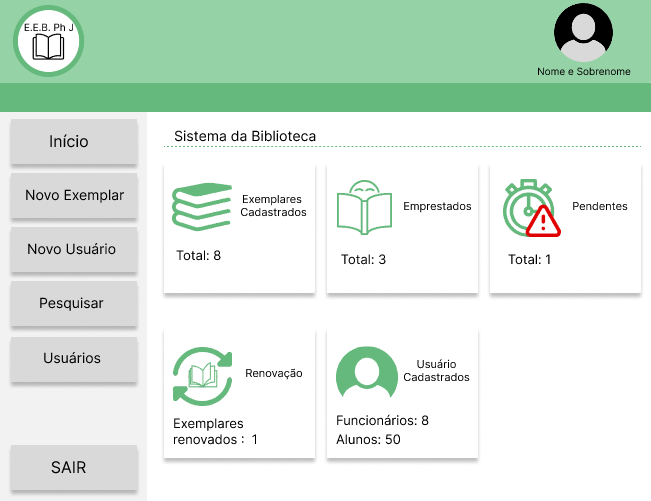 E.E.B. Ph J
Nome e Sobrenome
Início
Novo Exemplar
Novo Usuário
Pesquisar
Usuários
SAIR
Sistema da Biblioteca
Exemplares
Cadastrados
Total: 8
Emprestados
Total: 3
Pendentes
Total: 1
Renovação
Exemplares
renovados : 1
Usuário
Cadastrados
Funcionários: 8
Alunos: 50